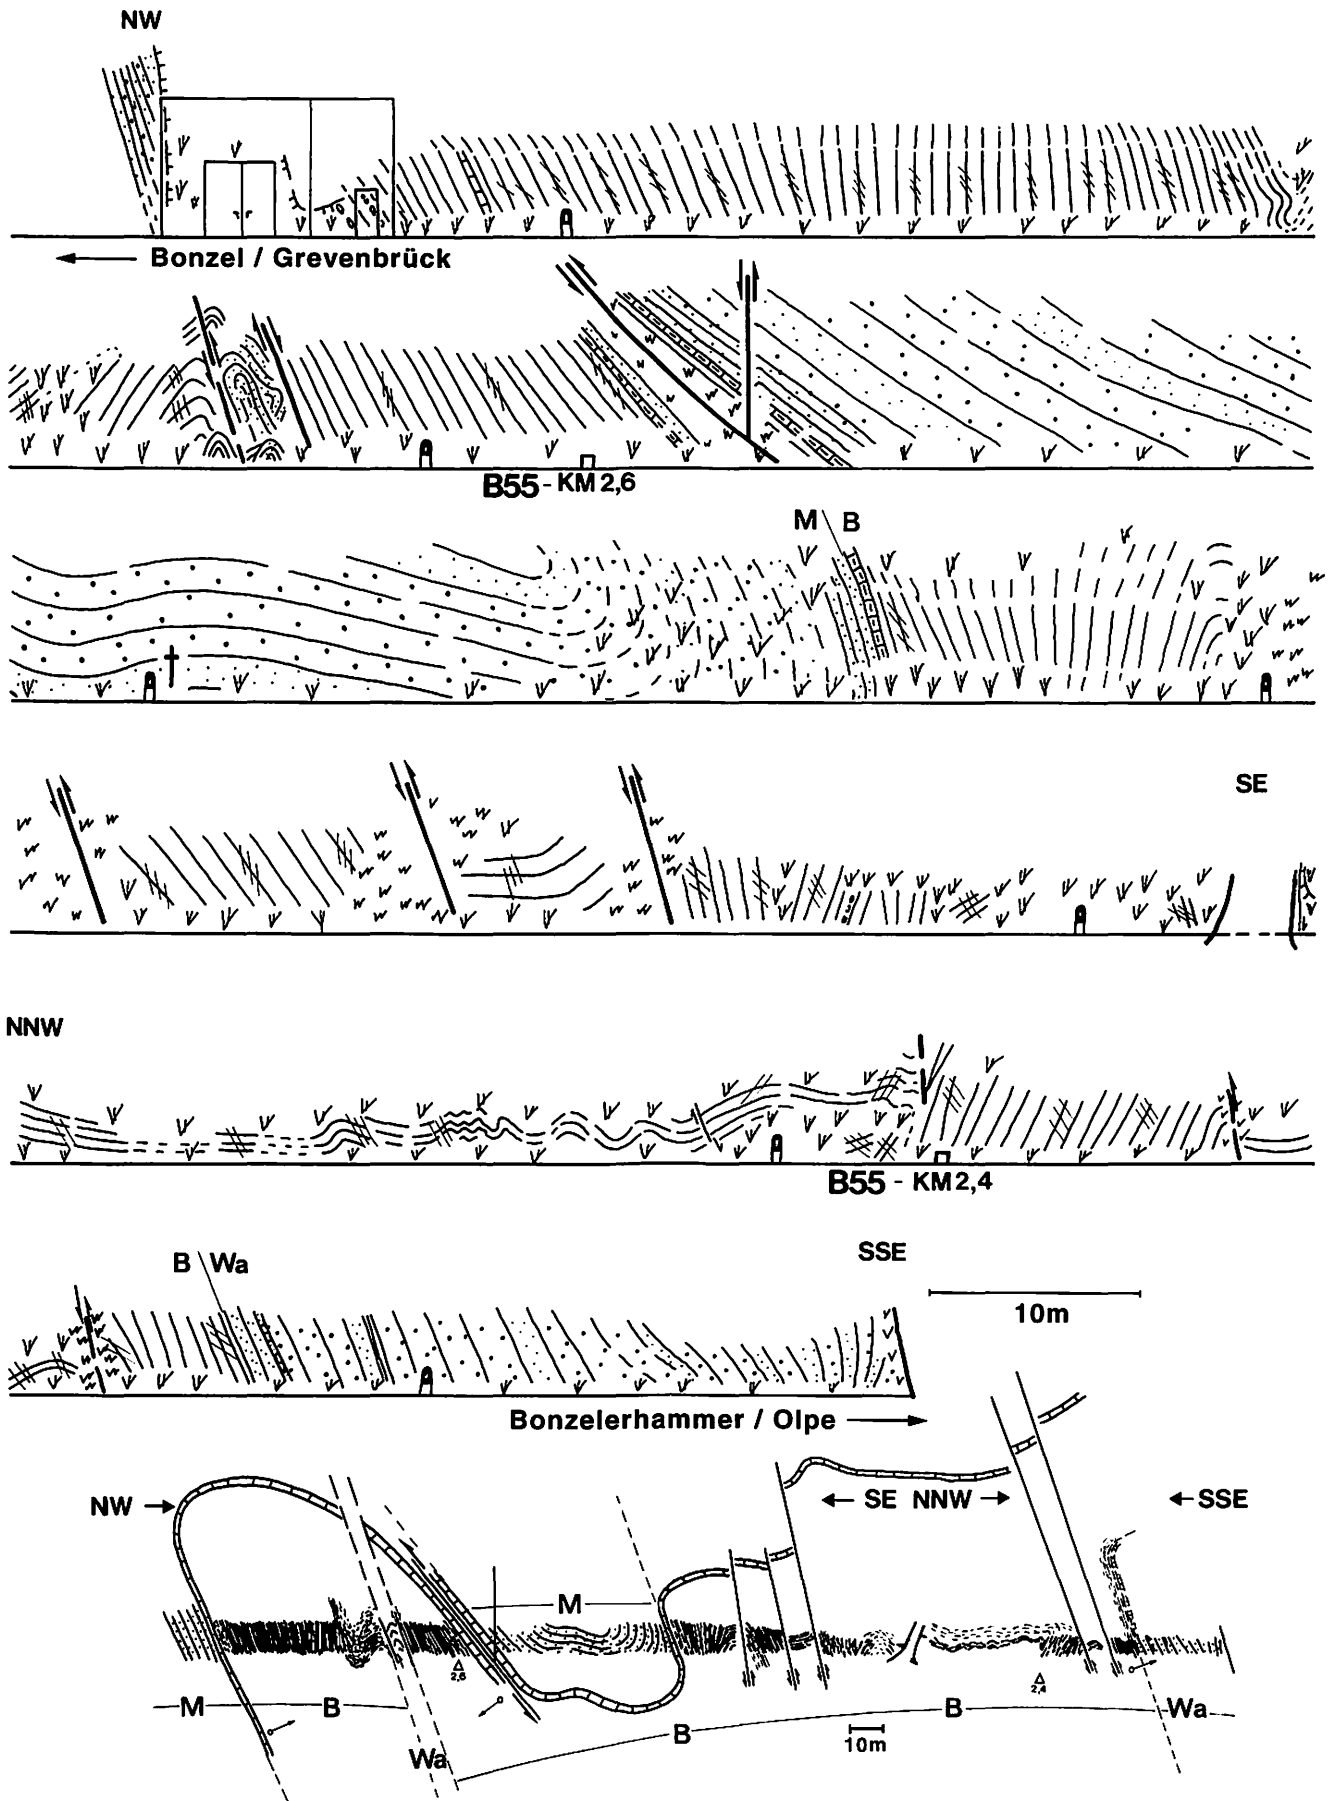 NW
Bonzel / Grevenbrück
B55 - KM 2,6
M B
SE
NNW
B55 - KM 2,4
B Wa
SSE
10m
Bonzelerhammer / Olpe
NW
SE NNW
SSE
M
2,6
2,4
M B
B
Wa
Wa
B
10m